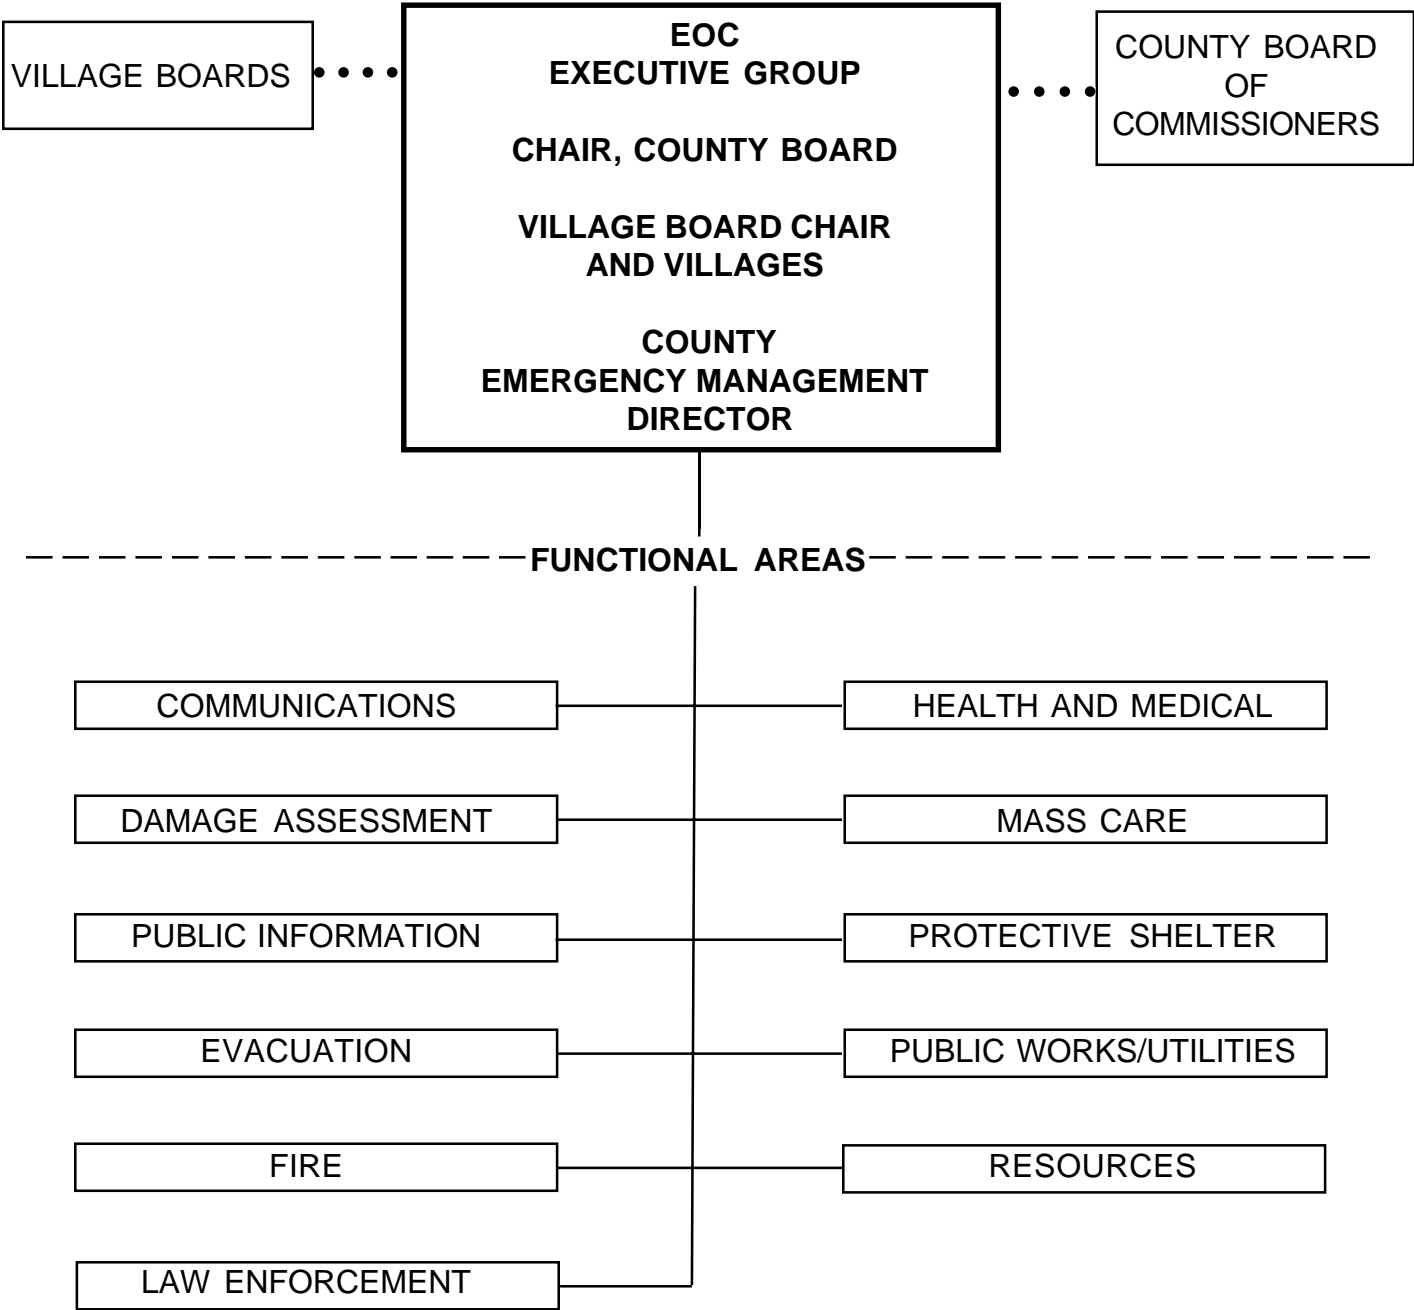 VILLAGE BOARDS
EOC
EXECUTIVE GROUP
CHAIR, COUNTY BOARD
VILLAGE BOARD CHAIR
AND VILLAGES
COUNTY
EMERGENCY MANAGEMENT
DIRECTOR
COUNTY BOARD
OF
COMMISSIONERS
FUNCTIONAL AREAS
COMMUNICATIONS
HEALTH AND MEDICAL
DAMAGE ASSESSMENT
MASS CARE
PUBLIC INFORMATION
PROTECTIVE SHELTER
EVACUATION
PUBLIC WORKS/UTILITIES
FIRE
RESOURCES
LAW ENFORCEMENT